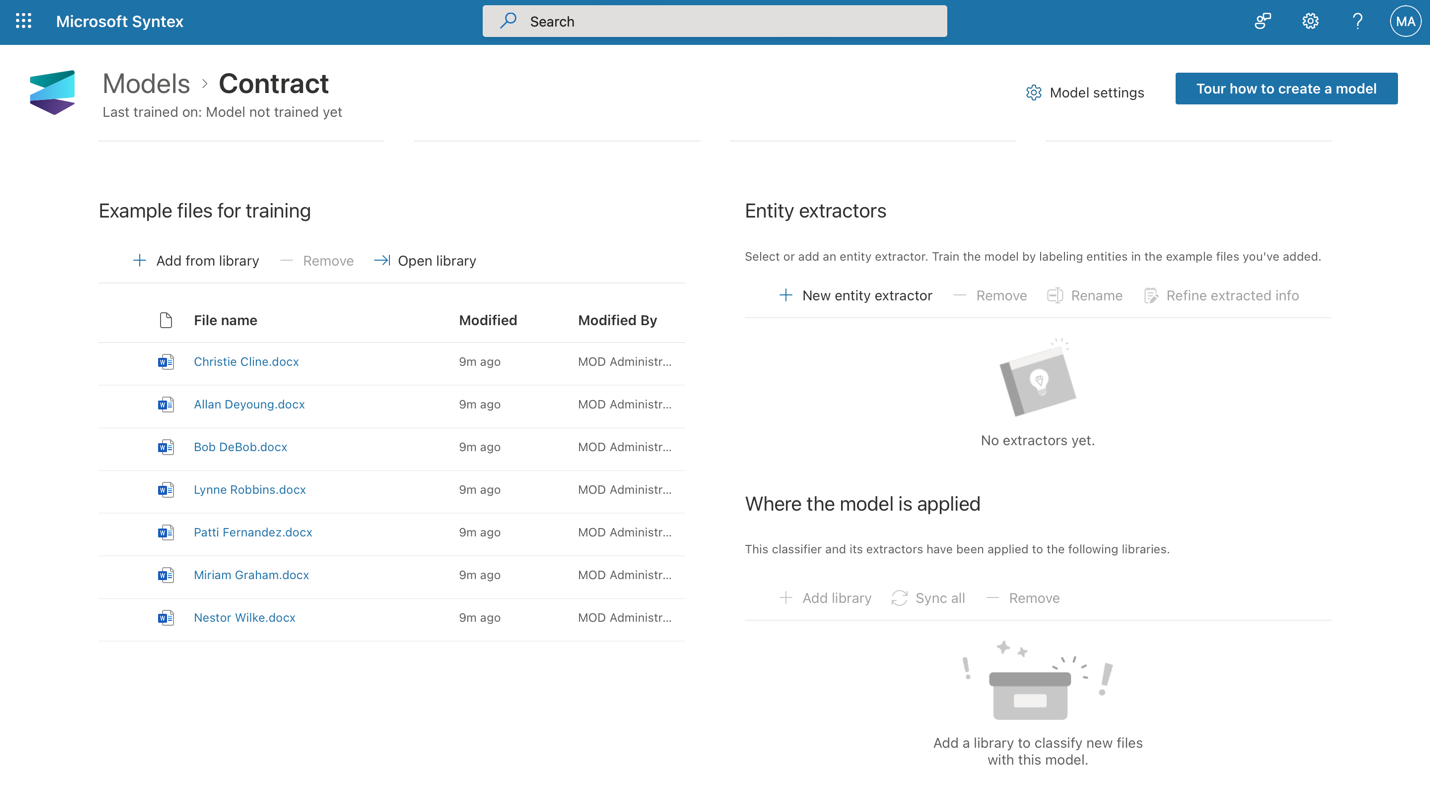 Microsoft Syntex
Search
MA
Models > Contract
Last trained on: Model not trained yet
Model settings
Tour how to create a model
Example files for training
Add from library
Remove
Open library
File name
Modified
Modified By
Christie Cline.docx
9m ago
MOD Administr...
Allan Deyoung.docx
9m ago
MOD Administr...
Bob DeBob.docx
9m ago
MOD Administr...
Lynne Robbins.docx
9m ago
MOD Administr...
Patti Fernandez.docx
9m ago
MOD Administr...
Miriam Graham.docx
9m ago
MOD Administr...
Nestor Wilke.docx
9m ago
MOD Administr...
Entity extractors
Select or add an entity extractor. Train the model by labeling entities in the example files you've added.
New entity extractor
Remove
Rename
Refine extracted info
No extractors yet.
Where the model is applied
This classifier and its extractors have been applied to the following libraries.
Add library
Sync all
Remove
Add a library to classify new files
with this model.